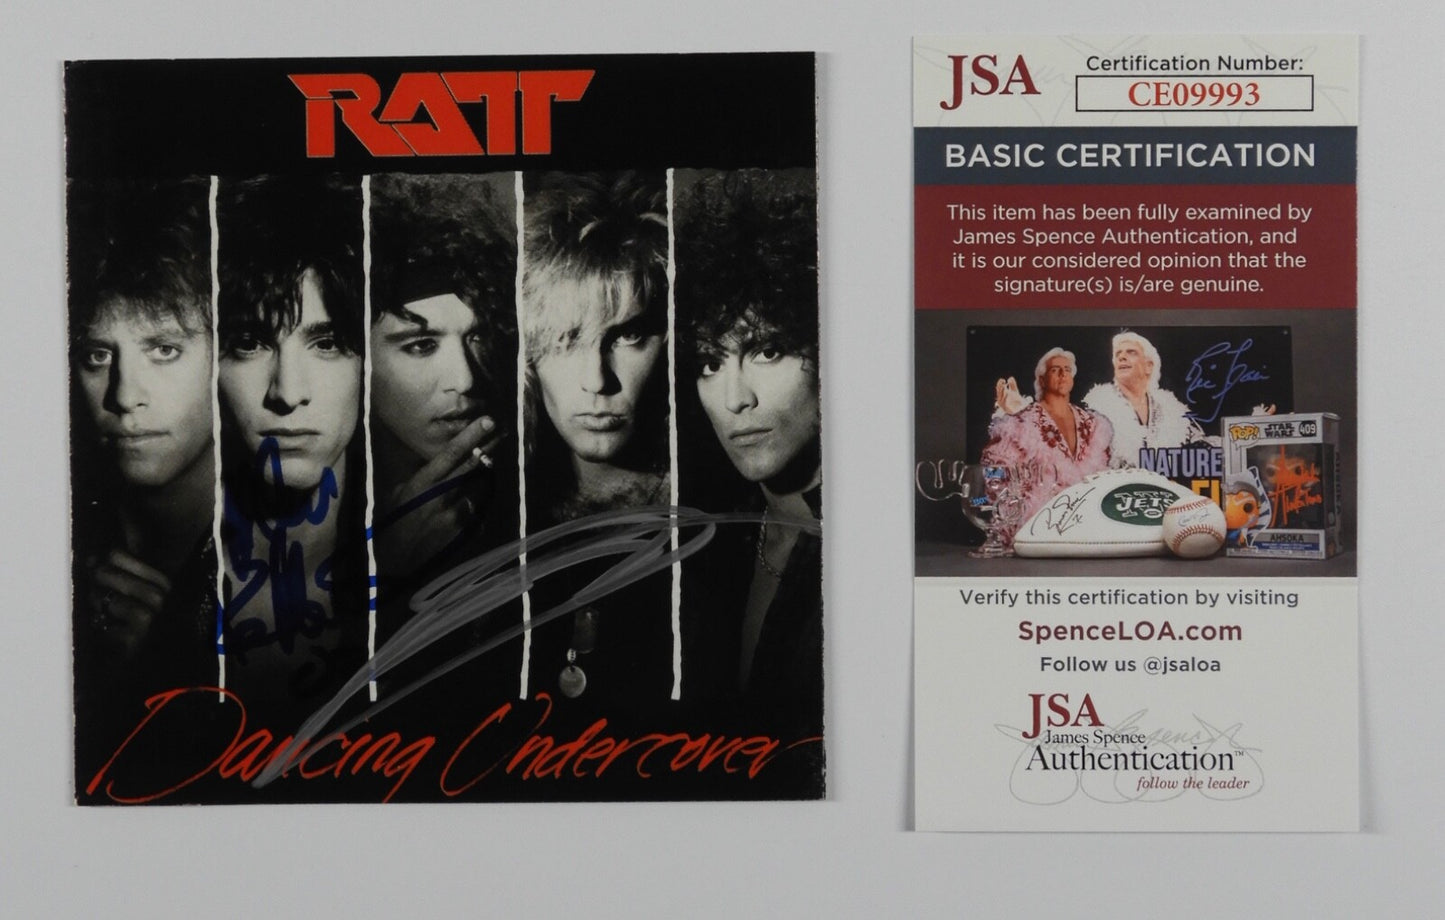 RATT
Dancing Undercover
JSA
Certification Number:
CE09993
BASIC CERTIFICATION
This item has been fully examined by
James Spence Authentication, and
it is our considered opinion that the
signature(s) is/are genuine.
NATURE
JETS
POP!
STAR
WARS
409
AHSOKA
Verify this certification by visiting
SpenceLOA.com
Follow us @jsaloa
JSA
James Spence
Authentication™
follow the leader